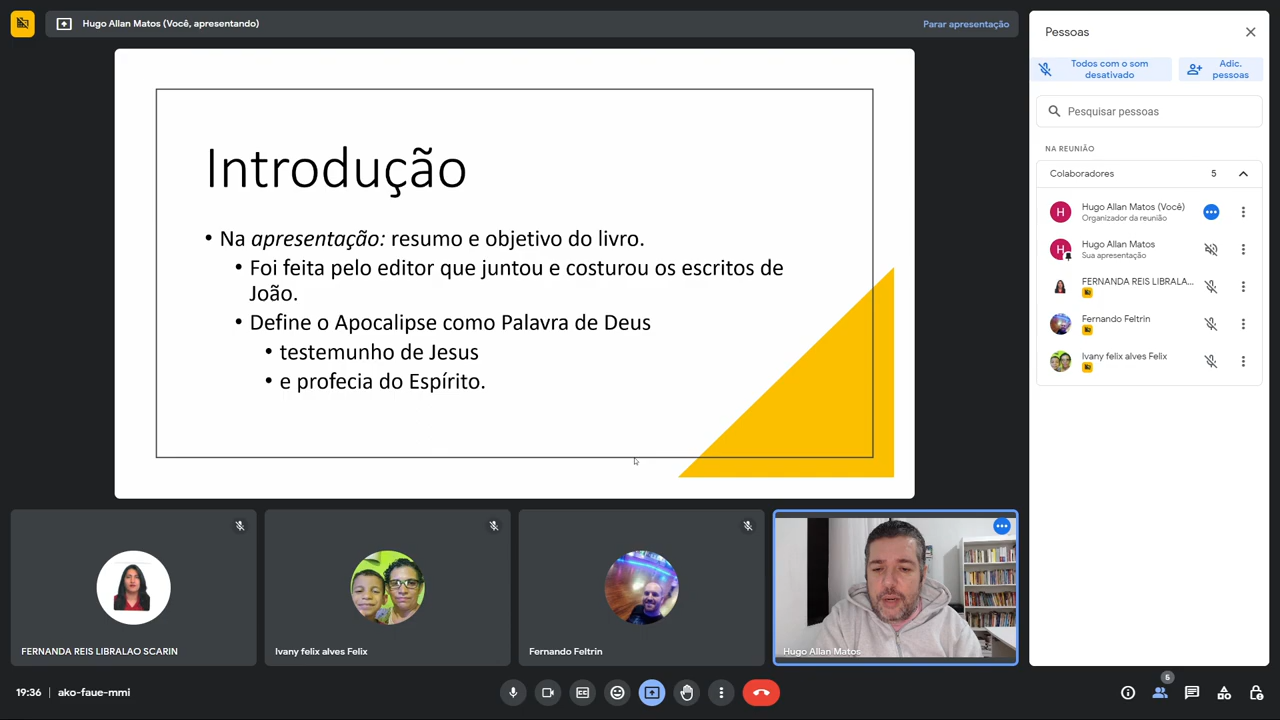 Hugo Allan Matos (Você, apresentando)
Parar apresentação
Introdução
• Na apresentação: resumo e objetivo do livro.
• Foi feita pelo editor que juntou e costurou os escritos de
João.
• Define o Apocalipse como Palavra de Deus
• testemunho de Jesus
• e profecia do Espírito.
FERNANDA REIS LIBRALAO SCARIN
Ivany felix alves Felix
Fernando Feltrin
Hugo Allan Matos
19:36
ako-faue-mmi
Pessoas
Todos com o som
desativado
Adic.
pessoas
Pesquisar pessoas
NA REUNIÃO
Colaboradores
5
Hugo Allan Matos (Você)
Organizador da reunião
H
Hugo Allan Matos
Sua apresentação
H
FERNANDA REIS LIBRALA...
Fernando Feltrin
Ivany felix alves Felix
5